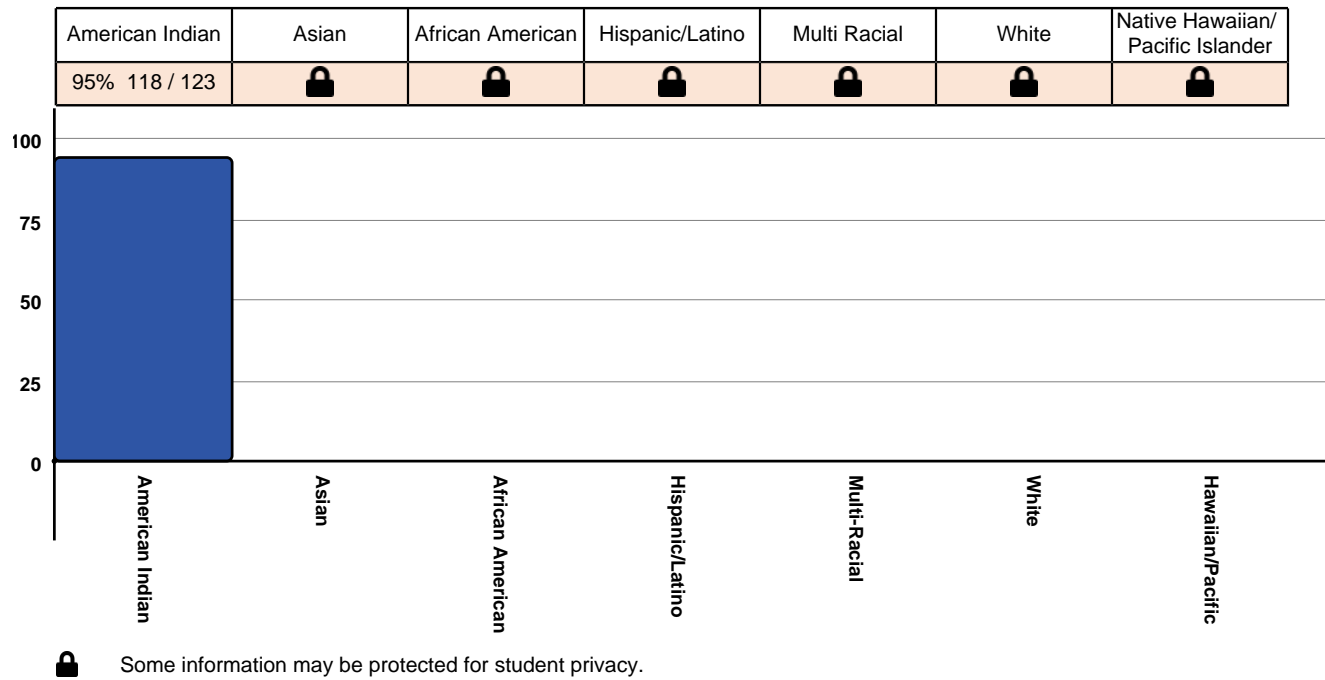 American Indian
Asian
African American
Hispanic/Latino
Multi Racial
White
Native Hawaiian/
Pacific Islander
95% 118 / 123
100
75
50
25
0
American Indian
Asian
African American
Hispanic/Latino
Multi-Racial
White
Hawaiian/Pacific
Some information may be protected for student privacy.